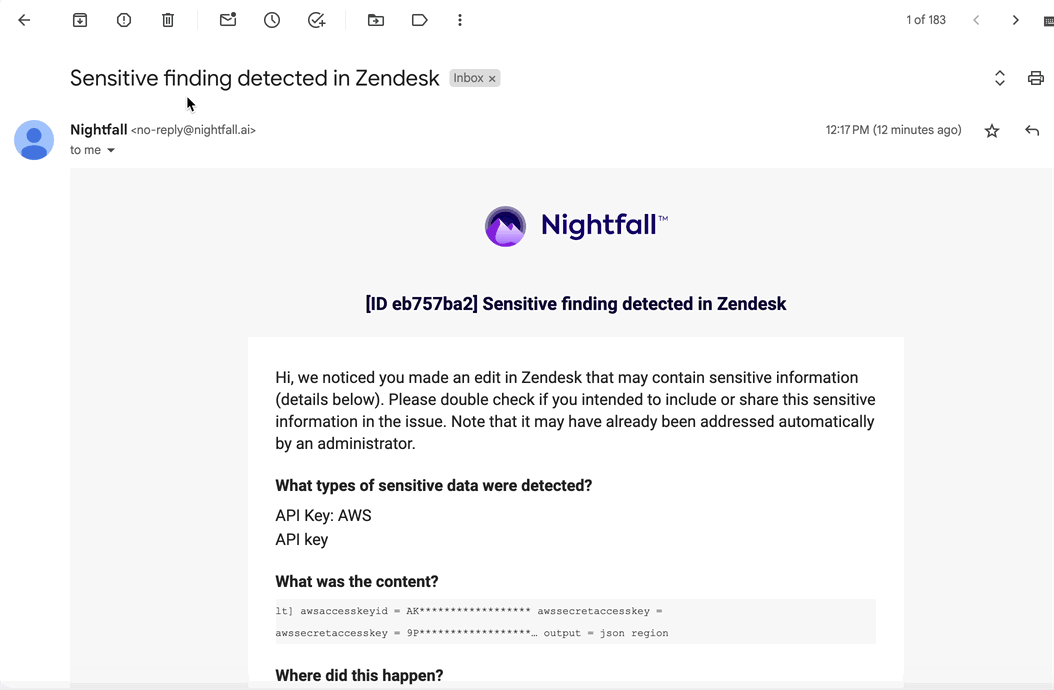 1 of 183
Sensitive finding detected in Zendesk
Inbox ×
Nightfall <no-reply@nightfall.ai>
12:17 PM (12 minutes ago)
to me
Nightfall™
[ID eb757ba2] Sensitive finding detected in Zendesk
Hi, we noticed you made an edit in Zendesk that may contain sensitive information
(details below). Please double check if you intended to include or share this sensitive
information in the issue. Note that it may have already been addressed automatically
by an administrator.
What types of sensitive data were detected?
API Key: AWS
API key
What was the content?
lt] awsaccesskeyid = AK****************** awssecretaccesskey =
awssecretaccesskey = 9P******************… output = json region
Where did this happen?